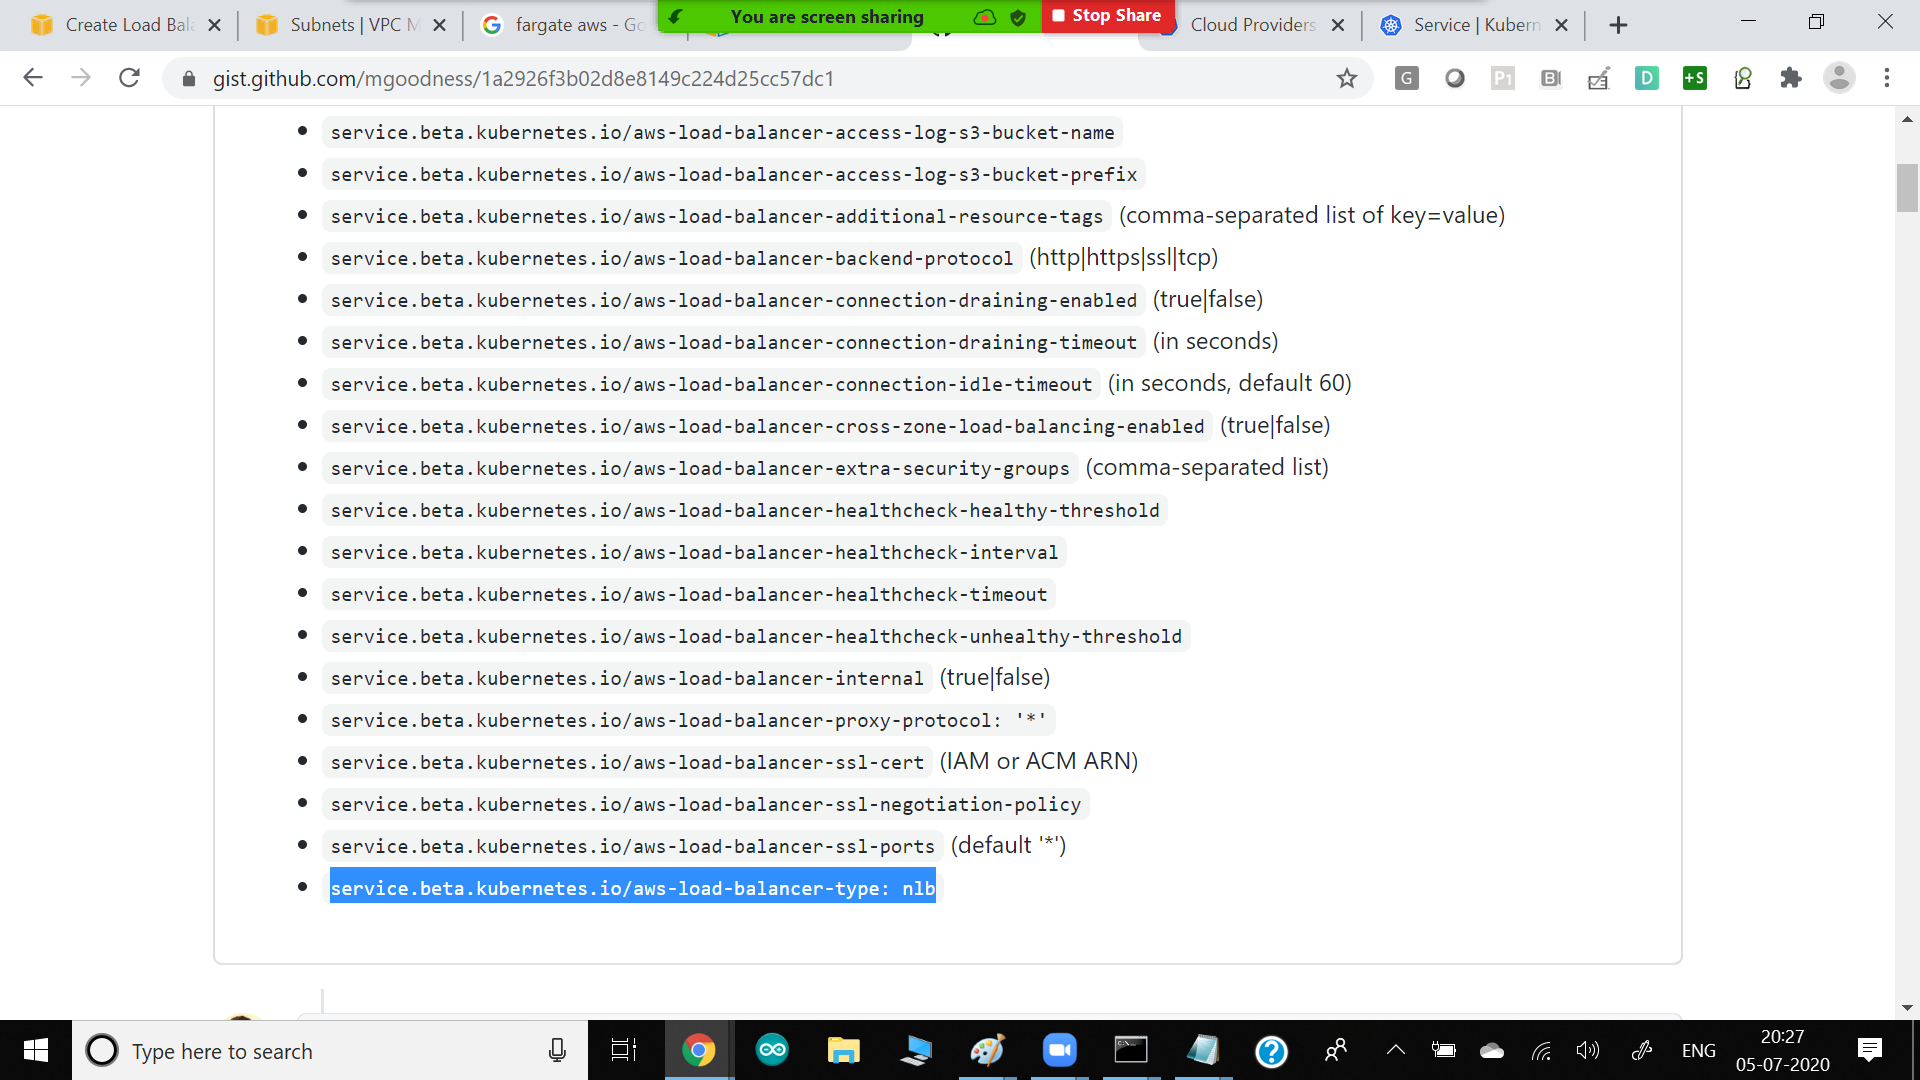 Create Load Bala
Subnets | VPC M
fargate aws - Go
You are screen sharing
Stop Share
Cloud Providers
Service | Kubern
gist.github.com/mgoodness/1a2926f3b02d8e8149c224d25cc57dc1
service.beta.kubernetes.io/aws-load-balancer-access-log-s3-bucket-name
service.beta.kubernetes.io/aws-load-balancer-access-log-s3-bucket-prefix
service.beta.kubernetes.io/aws-load-balancer-additional-resource-tags (comma-separated list of key=value)
service.beta.kubernetes.io/aws-load-balancer-backend-protocol (http|https|ssl|tcp)
service.beta.kubernetes.io/aws-load-balancer-connection-draining-enabled (true|false)
service.beta.kubernetes.io/aws-load-balancer-connection-draining-timeout (in seconds)
service.beta.kubernetes.io/aws-load-balancer-connection-idle-timeout (in seconds, default 60)
service.beta.kubernetes.io/aws-load-balancer-cross-zone-load-balancing-enabled (true|false)
service.beta.kubernetes.io/aws-load-balancer-extra-security-groups (comma-separated list)
service.beta.kubernetes.io/aws-load-balancer-healthcheck-healthy-threshold
service.beta.kubernetes.io/aws-load-balancer-healthcheck-interval
service.beta.kubernetes.io/aws-load-balancer-healthcheck-timeout
service.beta.kubernetes.io/aws-load-balancer-healthcheck-unhealthy-threshold
service.beta.kubernetes.io/aws-load-balancer-internal (true|false)
service.beta.kubernetes.io/aws-load-balancer-proxy-protocol: '*'
service.beta.kubernetes.io/aws-load-balancer-ssl-cert (IAM or ACM ARN)
service.beta.kubernetes.io/aws-load-balancer-ssl-negotiation-policy
service.beta.kubernetes.io/aws-load-balancer-ssl-ports (default '*')
service.beta.kubernetes.io/aws-load-balancer-type: nlb
Type here to search
ENG
20:27
05-07-2020